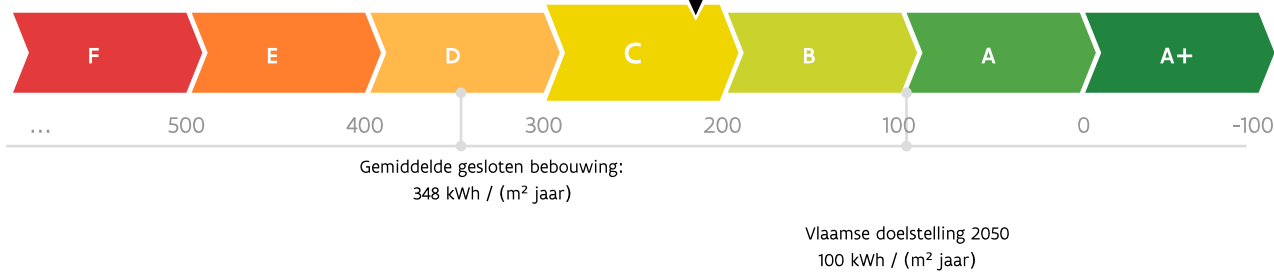 F E D C B A A+
... 500 400 300 200 100 0 -100
Gemiddelde gesloten bebouwing:
348 kWh / (m² jaar)
Vlaamse doelstelling 2050
100 kWh / (m² jaar)